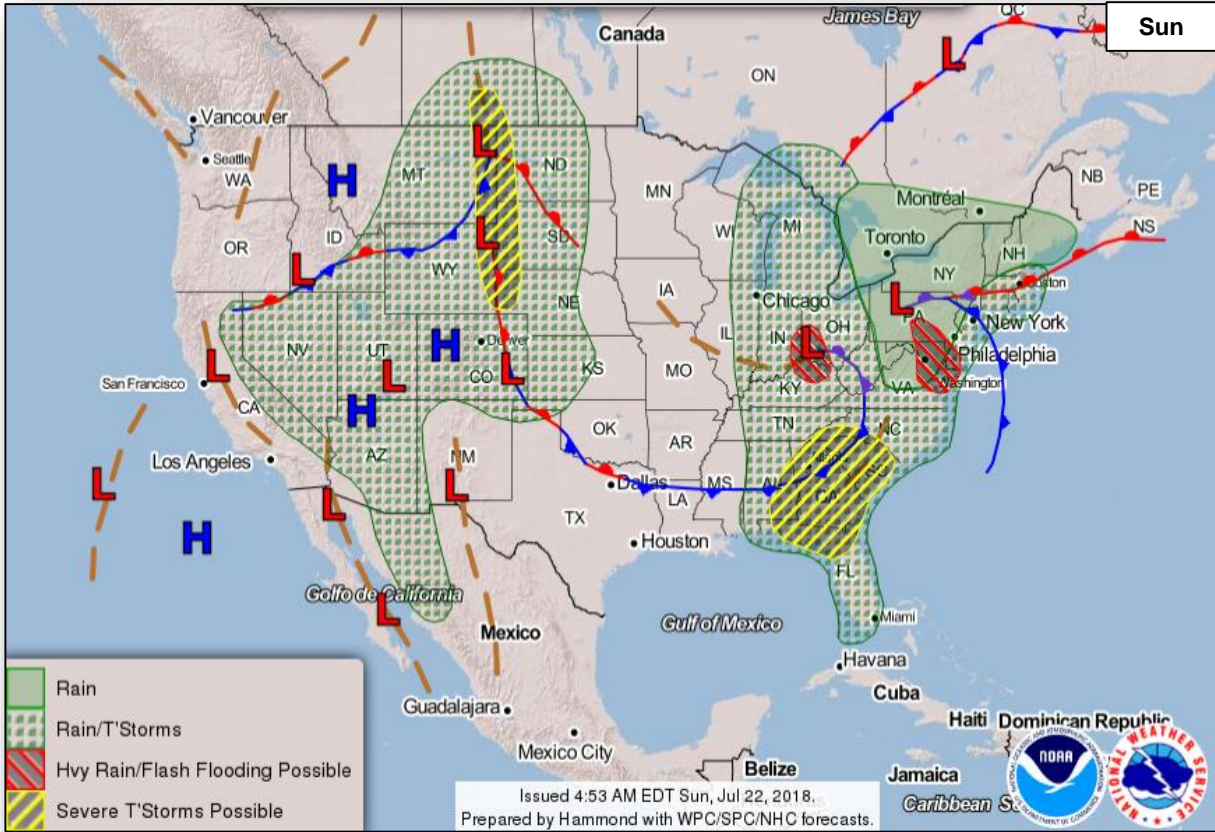 Sun
James Bay
QC
Canada
ON
Vancouver
Seattle
WA
MT
ND
MN
NB
PE
Montréal
NS
OR
ID
SD
WI
MI
Toronto
NH
NY
Boston
WY
IA
Chicago
NE
PA
New York
NV
UT
Denver
IL
IN
OH
Philadelphia
San Francisco
CO
KS
MO
KY
VA
Washington
CA
TN
NC
Los Angeles
AZ
NM
OK
AR
Dallas
MS
AL
GA
LA
TX
Houston
FL
Golfo de California
Miami
Mexico
Gulf of Mexico
Havana
Cuba
Guadalajara
Haiti
Dominican Republic
Mexico City
Belize
Jamaica
Caribbean
H
L
Rain
Rain/T'Storms
Hvy Rain/Flash Flooding Possible
Severe T'Storms Possible
Issued 4:53 AM EDT Sun, Jul 22, 2018.
Prepared by Hammond with WPC/SPC/NHC forecasts.
NOAA
NATIONAL WEATHER SERVICE